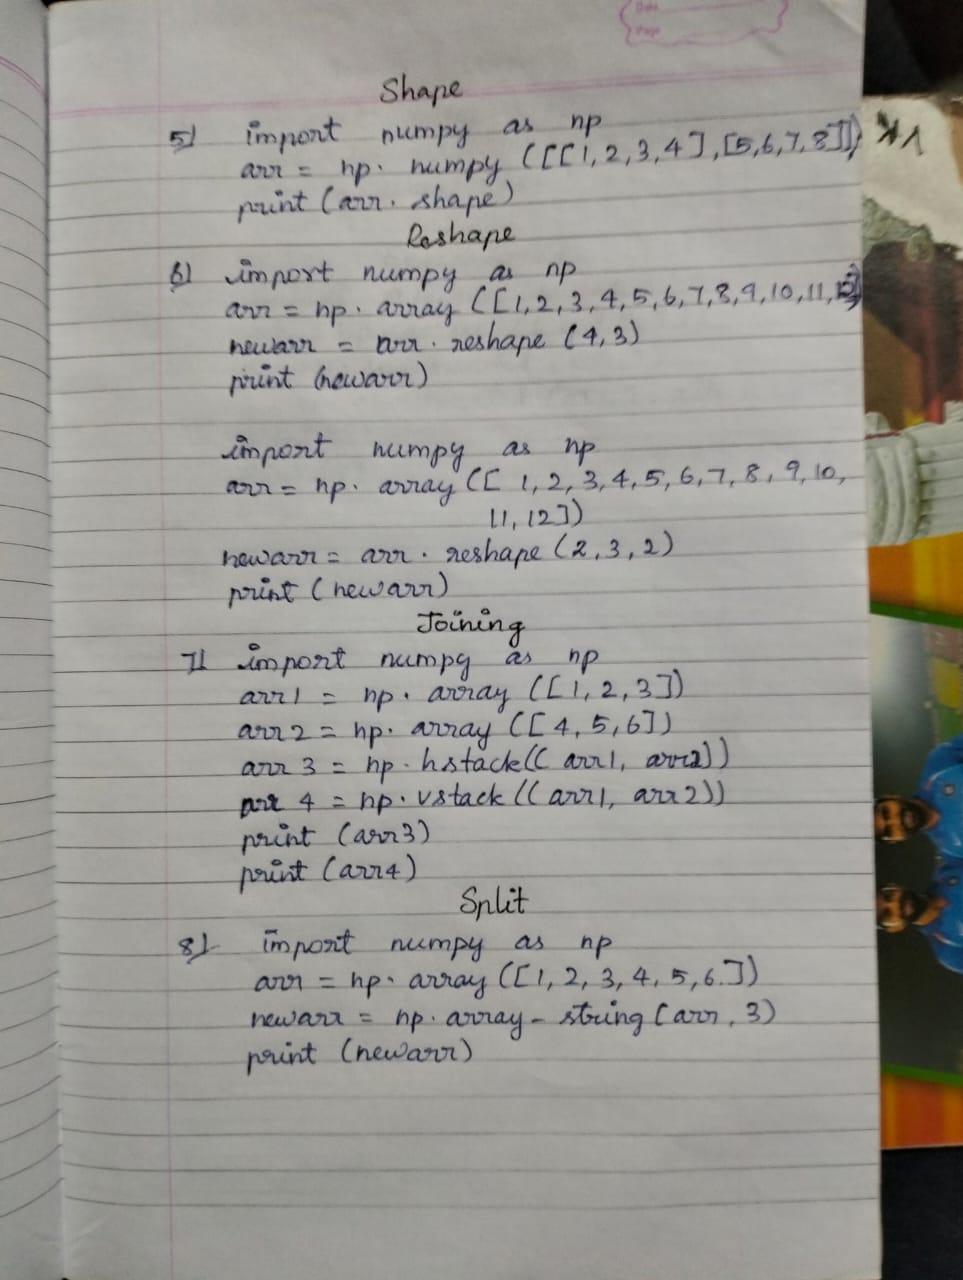 Date
Page
Shape
5) import numpy as np
arr = np. numpy ([[1,2,3,4],[5,6,7,8]])
print (arr. shape)
Reshape
6) import numpy as np
arr = np. array ([1,2,3,4,5,6,7,8,9,10,11,12])
newarr = arr. reshape (4,3)
print (newarr)
import numpy as np
arr = np. array ([ 1,2,3,4,5,6,7,8,9,10,
11,12])
newarr = arr. reshape (2,3,2)
print (newarr)
Joining
7) import numpy as np
arr1 = np. array ([1,2,3])
arr2 = np. array ([4,5,6])
arr 3 = np. hstack(( arr1, arr2))
arr 4 = np. vstack ((arr1, arr2))
print (arr3)
print (arr4)
Split
8) import numpy as np
arr = np. array ([1,2,3,4,5,6.])
newarr = np. array - string (arr, 3)
print (newarr)